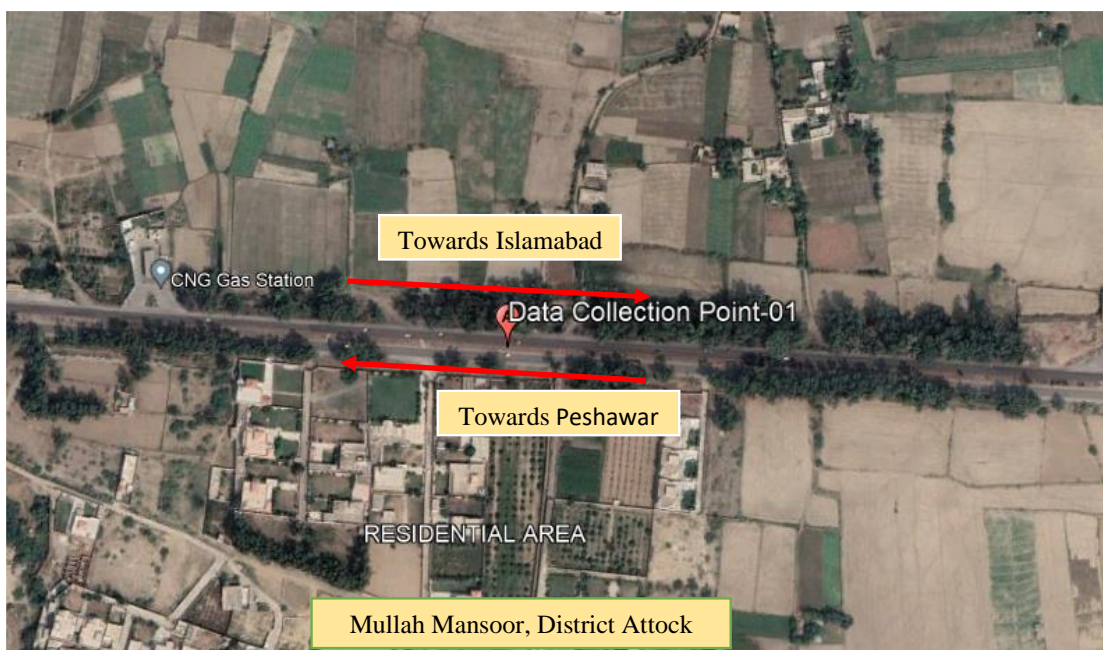 Towards Islamabad
CNG Gas Station
Data Collection Point-01
Towards Peshawar
RESIDENTIAL AREA
Mullah Mansoor, District Attock